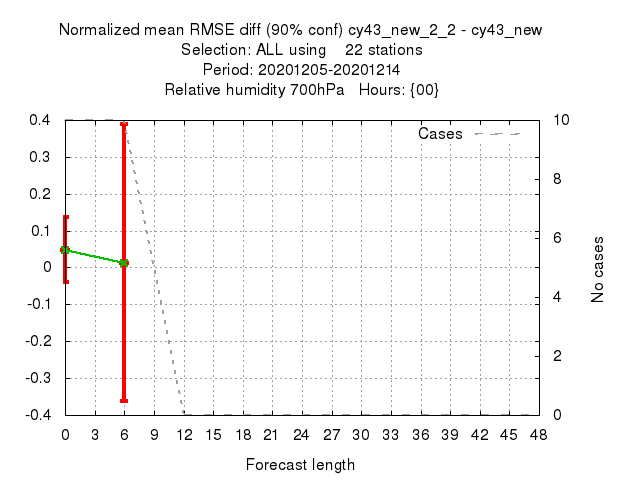 Normalized mean RMSE diff (90% conf) cy43_new_2_2 - cy43_new
Selection: ALL using 22 stations
Period: 20201205-20201214
Relative humidity 700hPa Hours: {00}
Cases
0.4
0.3
0.2
0.1
0
-0.1
-0.2
-0.3
-0.4
10
8
6
4
2
0
No cases
0 3 6 9 12 15 18 21 24 27 30 33 36 39 42 45 48
Forecast length